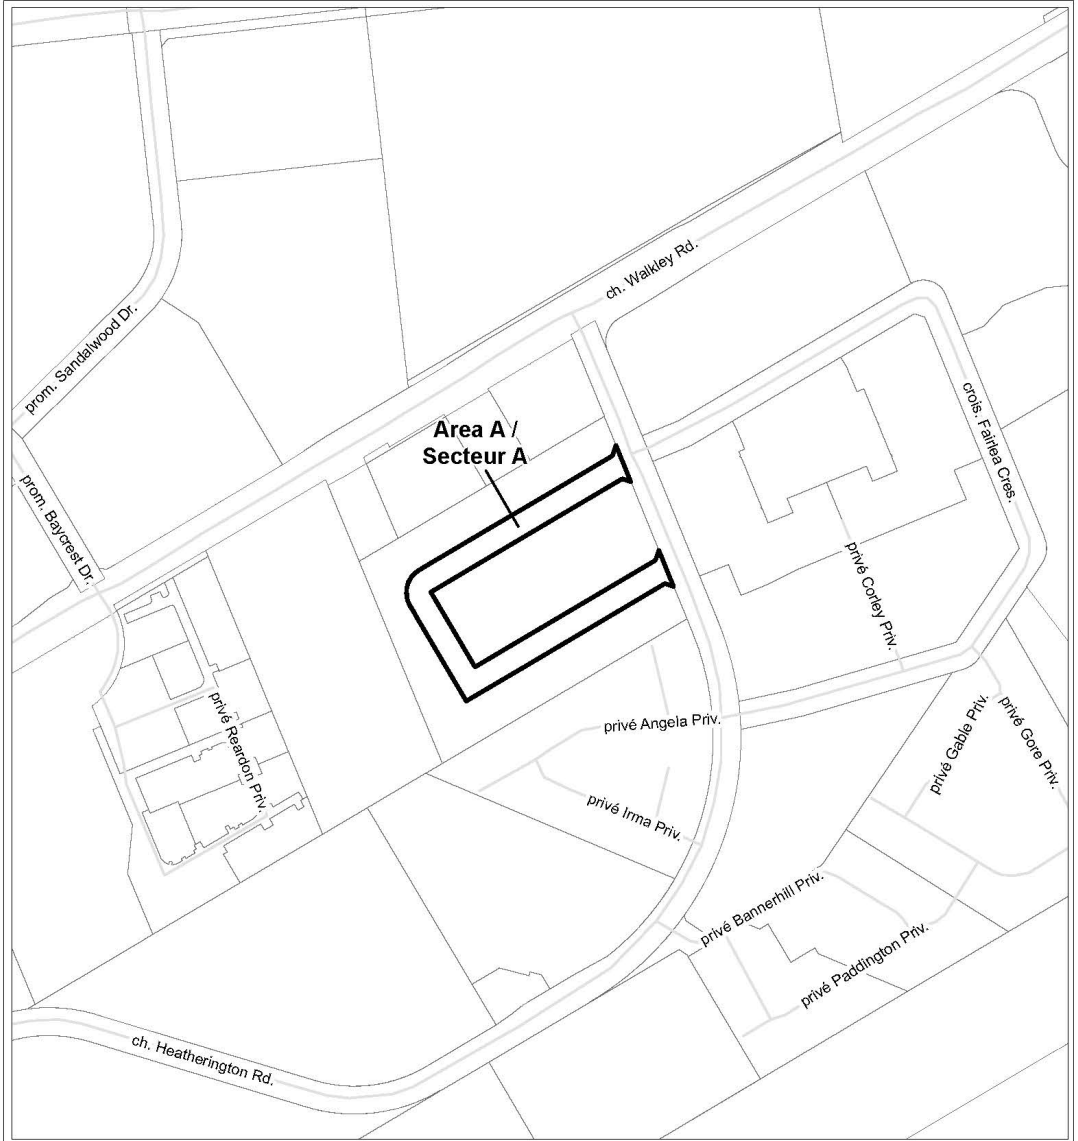 ch. Walkley Rd.
prom. Sandalwood Dr.
crois. Fairlea Cres.
Area A /
Secteur A
prom. Baycrest Dr.
privé Corley Priv.
privé Reardon Priv.
privé Angela Priv.
privé Gable Priv.
privé Gore Priv.
privé Irma Priv.
privé Bannerhill Priv.
privé Paddington Priv.
ch. Heatherington Rd.